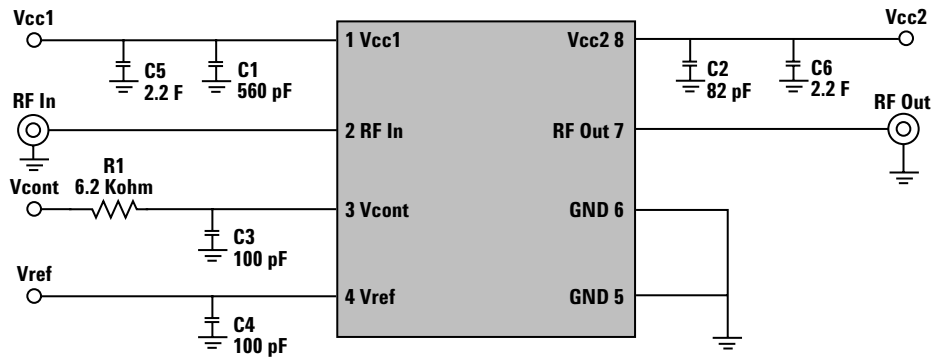 Vcc1
Vcc2
1 Vcc1
Vcc2 8
C5
2.2 F
C1
560 pF
C2
82 pF
C6
2.2 F
RF In
RF Out
2 RF In
RF Out 7
R1
6.2 Kohm
Vcont
3 Vcont
GND 6
C3
100 pF
Vref
4 Vref
GND 5
C4
100 pF